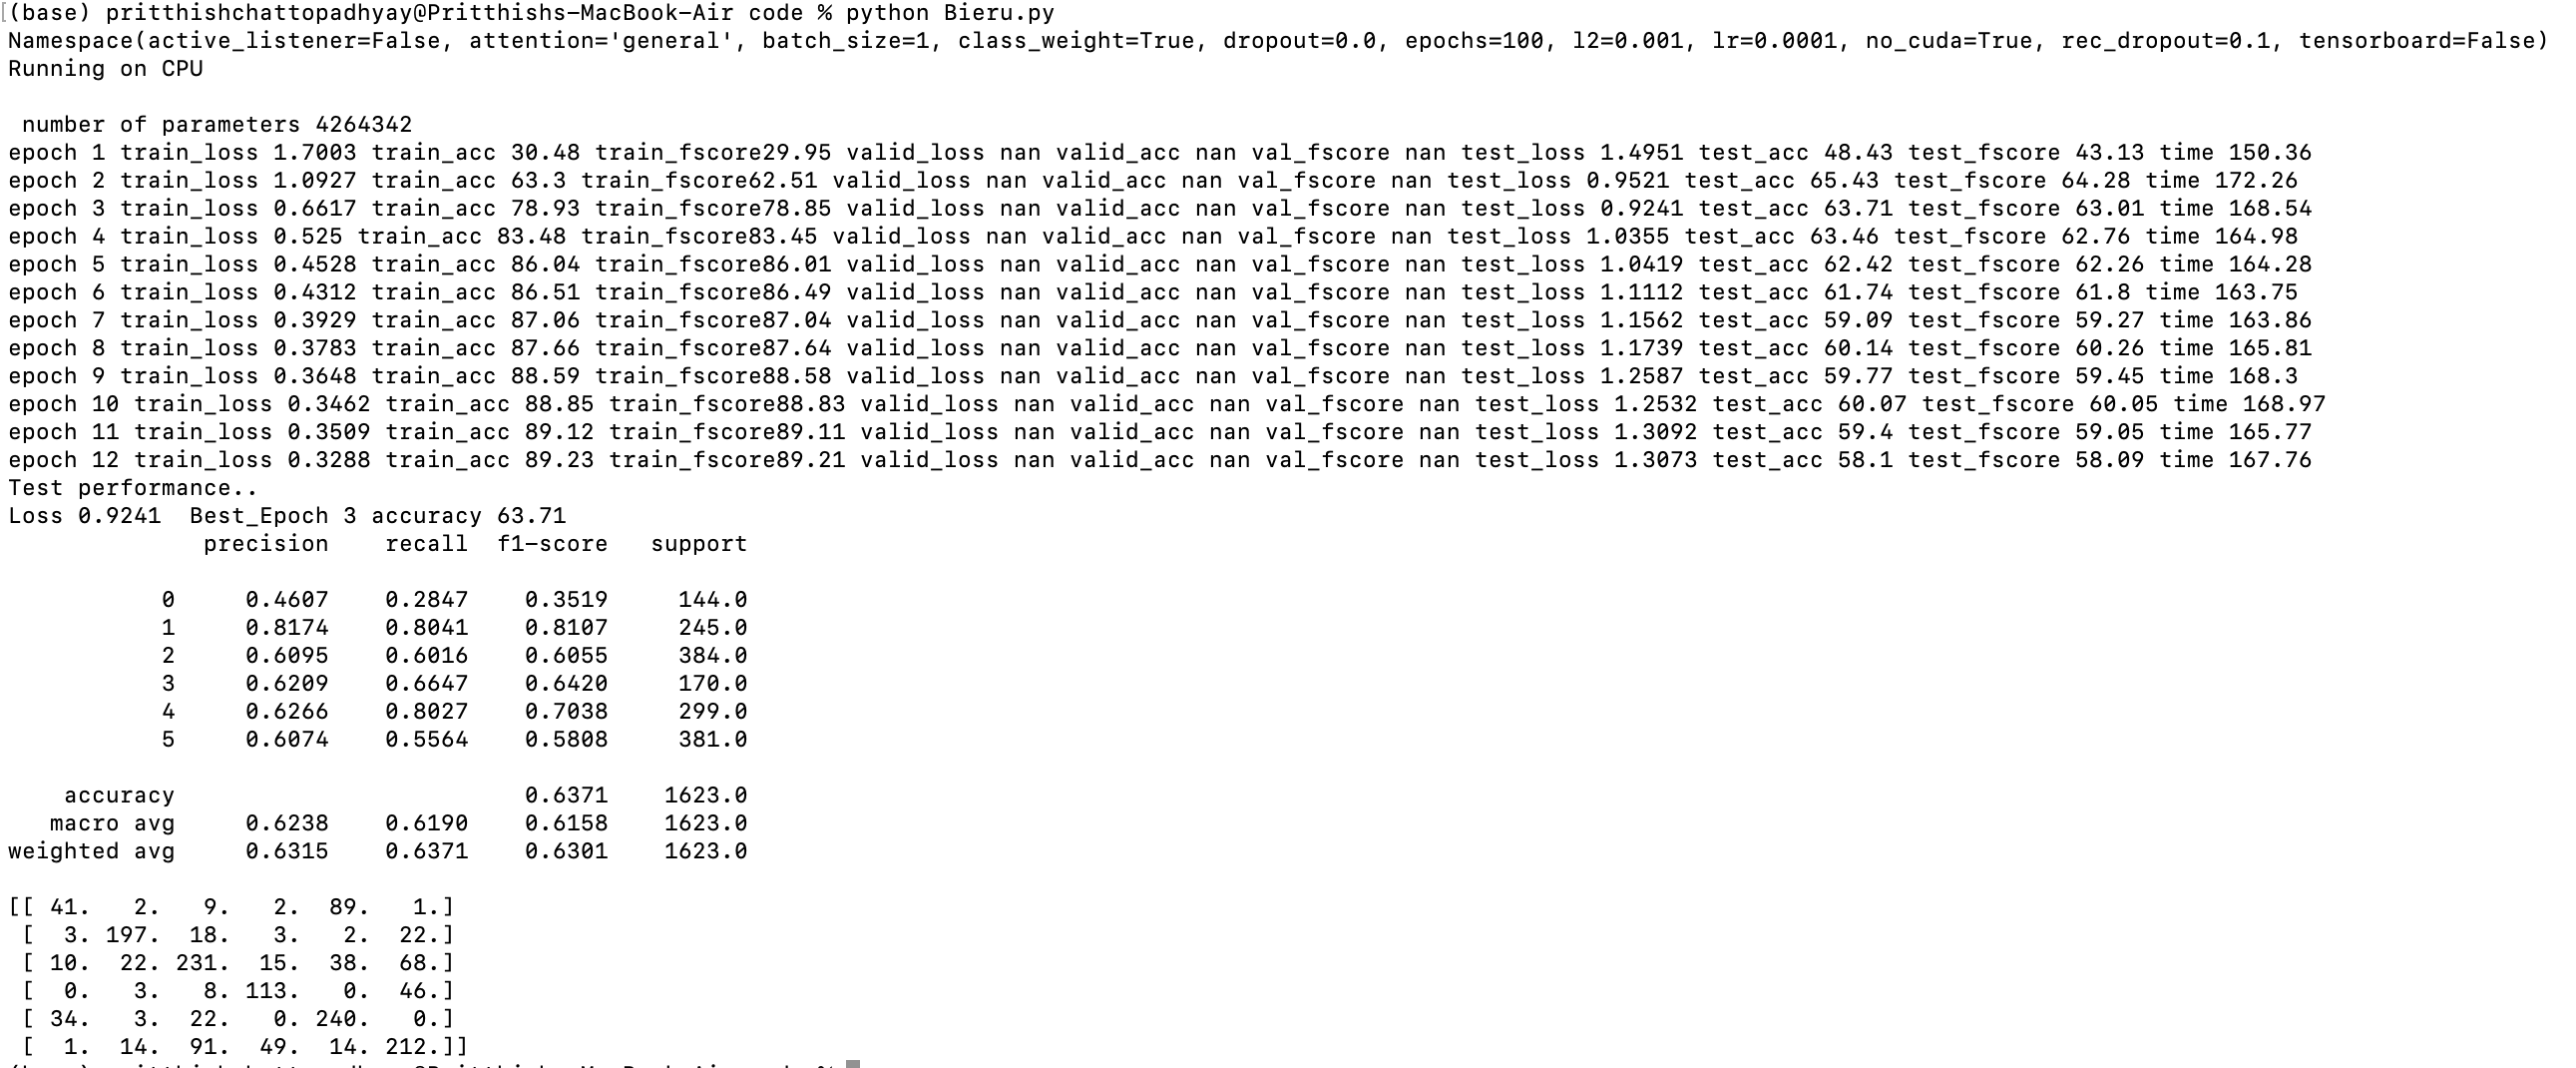 (base) pritthishchattopadhyay@Pritthishs-MacBook-Air code % python Bieru.py
Namespace(active_listener=False, attention='general', batch_size=1, class_weight=True, dropout=0.0, epochs=100, l2=0.001, lr=0.0001, no_cuda=True, rec_dropout=0.1, tensorboard=False)
Running on CPU
number of parameters 4264342
epoch 1 train_loss 1.7003 train_acc 30.48 train_fscore29.95 valid_loss nan valid_acc nan val_fscore nan test_loss 1.4951 test_acc 48.43 test_fscore 43.13 time 150.36
epoch 2 train_loss 1.0927 train_acc 63.3 train_fscore62.51 valid_loss nan valid_acc nan val_fscore nan test_loss 0.9521 test_acc 65.43 test_fscore 64.28 time 172.26
epoch 3 train_loss 0.6617 train_acc 78.93 train_fscore78.85 valid_loss nan valid_acc nan val_fscore nan test_loss 0.9241 test_acc 63.71 test_fscore 63.01 time 168.54
epoch 4 train_loss 0.525 train_acc 83.48 train_fscore83.45 valid_loss nan valid_acc nan val_fscore nan test_loss 1.0355 test_acc 63.46 test_fscore 62.76 time 164.98
epoch 5 train_loss 0.4528 train_acc 86.04 train_fscore86.01 valid_loss nan valid_acc nan val_fscore nan test_loss 1.0419 test_acc 62.42 test_fscore 62.26 time 164.28
epoch 6 train_loss 0.4312 train_acc 86.51 train_fscore86.49 valid_loss nan valid_acc nan val_fscore nan test_loss 1.1112 test_acc 61.74 test_fscore 61.8 time 163.75
epoch 7 train_loss 0.3929 train_acc 87.06 train_fscore87.04 valid_loss nan valid_acc nan val_fscore nan test_loss 1.1562 test_acc 59.09 test_fscore 59.27 time 163.86
epoch 8 train_loss 0.3783 train_acc 87.66 train_fscore87.64 valid_loss nan valid_acc nan val_fscore nan test_loss 1.1739 test_acc 60.14 test_fscore 60.26 time 165.81
epoch 9 train_loss 0.3648 train_acc 88.59 train_fscore88.58 valid_loss nan valid_acc nan val_fscore nan test_loss 1.2587 test_acc 59.77 test_fscore 59.45 time 168.3
epoch 10 train_loss 0.3462 train_acc 88.85 train_fscore88.83 valid_loss nan valid_acc nan val_fscore nan test_loss 1.2532 test_acc 60.07 test_fscore 60.05 time 168.97
epoch 11 train_loss 0.3509 train_acc 89.12 train_fscore89.11 valid_loss nan valid_acc nan val_fscore nan test_loss 1.3092 test_acc 59.4 test_fscore 59.05 time 165.77
epoch 12 train_loss 0.3288 train_acc 89.23 train_fscore89.21 valid_loss nan valid_acc nan val_fscore nan test_loss 1.3073 test_acc 58.1 test_fscore 58.09 time 167.76
Test performance..
Loss 0.9241  Best_Epoch 3 accuracy 63.71
precision recall f1-score support
0 0.4607 0.2847 0.3519 144.0
1 0.8174 0.8041 0.8107 245.0
2 0.6095 0.6016 0.6055 384.0
3 0.6209 0.6647 0.6420 170.0
4 0.6266 0.8027 0.7038 299.0
5 0.6074 0.5564 0.5808 381.0
accuracy 0.6371 1623.0
macro avg 0.6238 0.6190 0.6158 1623.0
weighted avg 0.6315 0.6371 0.6301 1623.0
[[ 41. 2. 9. 2. 89. 1.]
[ 3. 197. 18. 3. 2. 22.]
[ 10. 22. 231. 15. 38. 68.]
[ 0. 3. 8. 113. 0. 46.]
[ 34. 3. 22. 0. 240. 0.]
[ 1. 14. 91. 49. 14. 212.]]